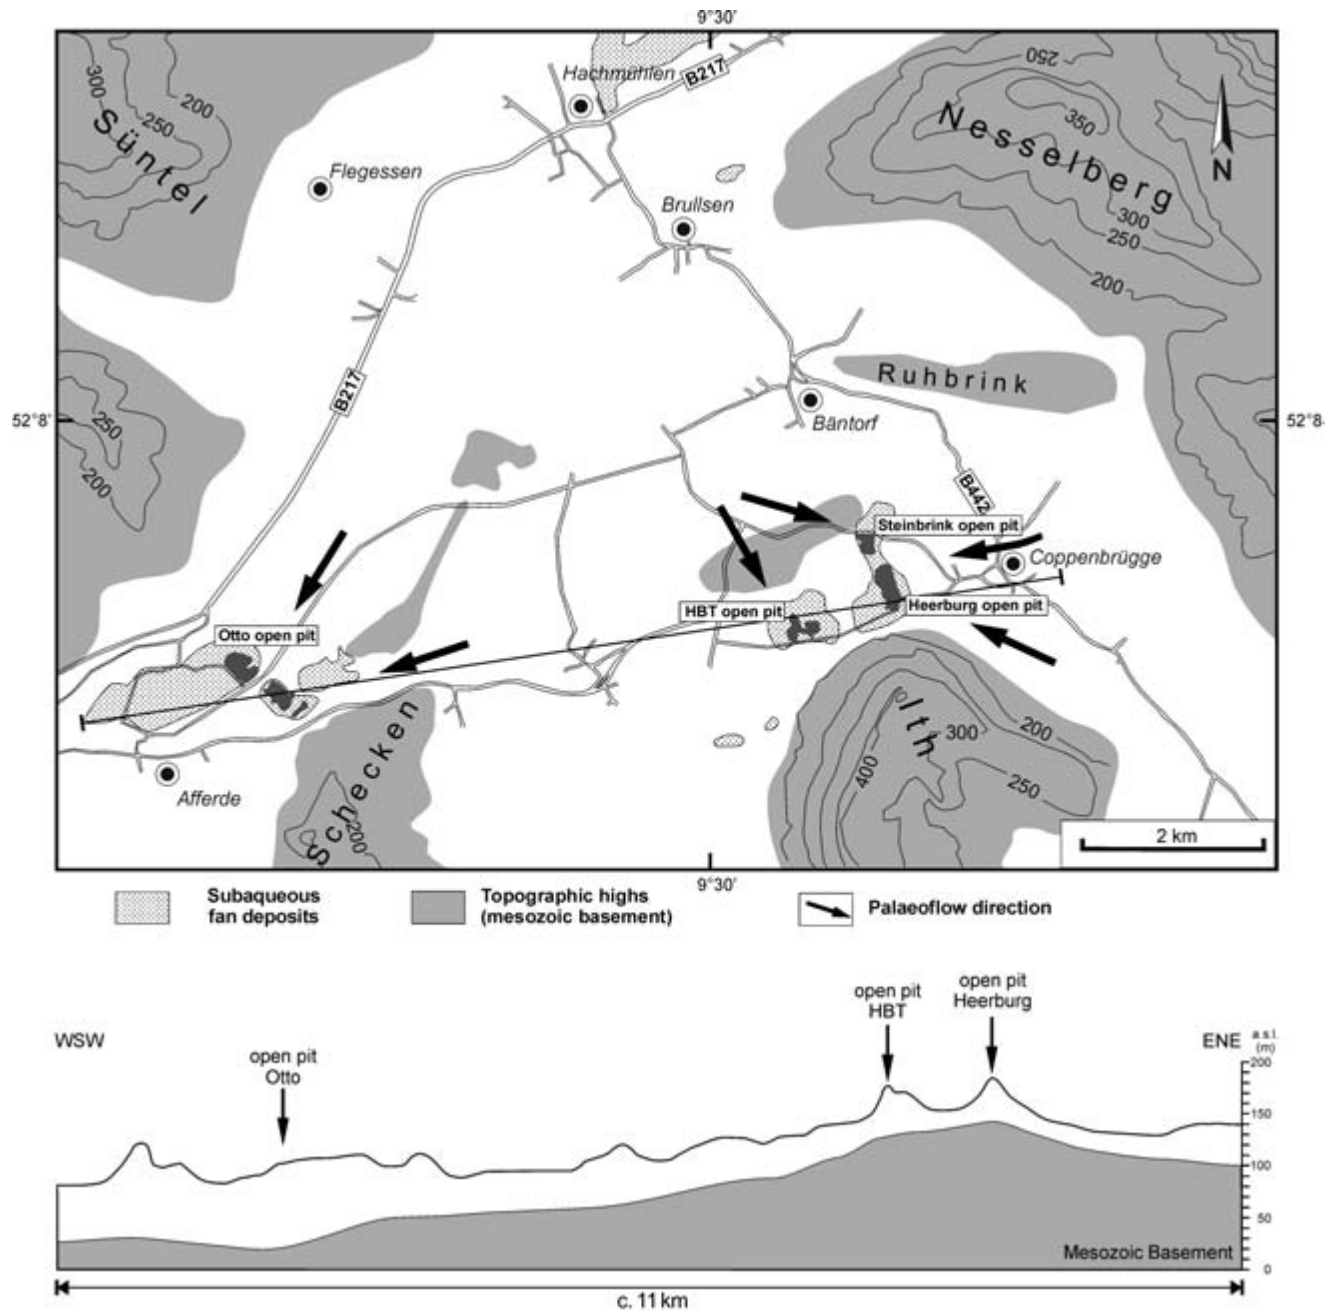 9°30'
Hachmühlen
B217
250
300
200
250
Süntel
Flegessen
350
Nesselberg
N
300
250
200
Brullsen
B217
Ruhbrink
52°8'
250
200
Bäntorf
52°8'
B442
Steinbrink open pit
Coppenbrügge
HBT open pit
Heerburg open pit
Otto open pit
Schecken
200
Ith
200
300
250
400
Afferde
2 km
9°30'
Subaqueous
fan deposits
Topographic highs
(mesozoic basement)
Palaeoflow direction
WSW
open pit
Otto
open pit
HBT
open pit
Heerburg
ENE
a.s.l.
(m)
200
150
100
50
0
Mesozoic Basement
c. 11 km